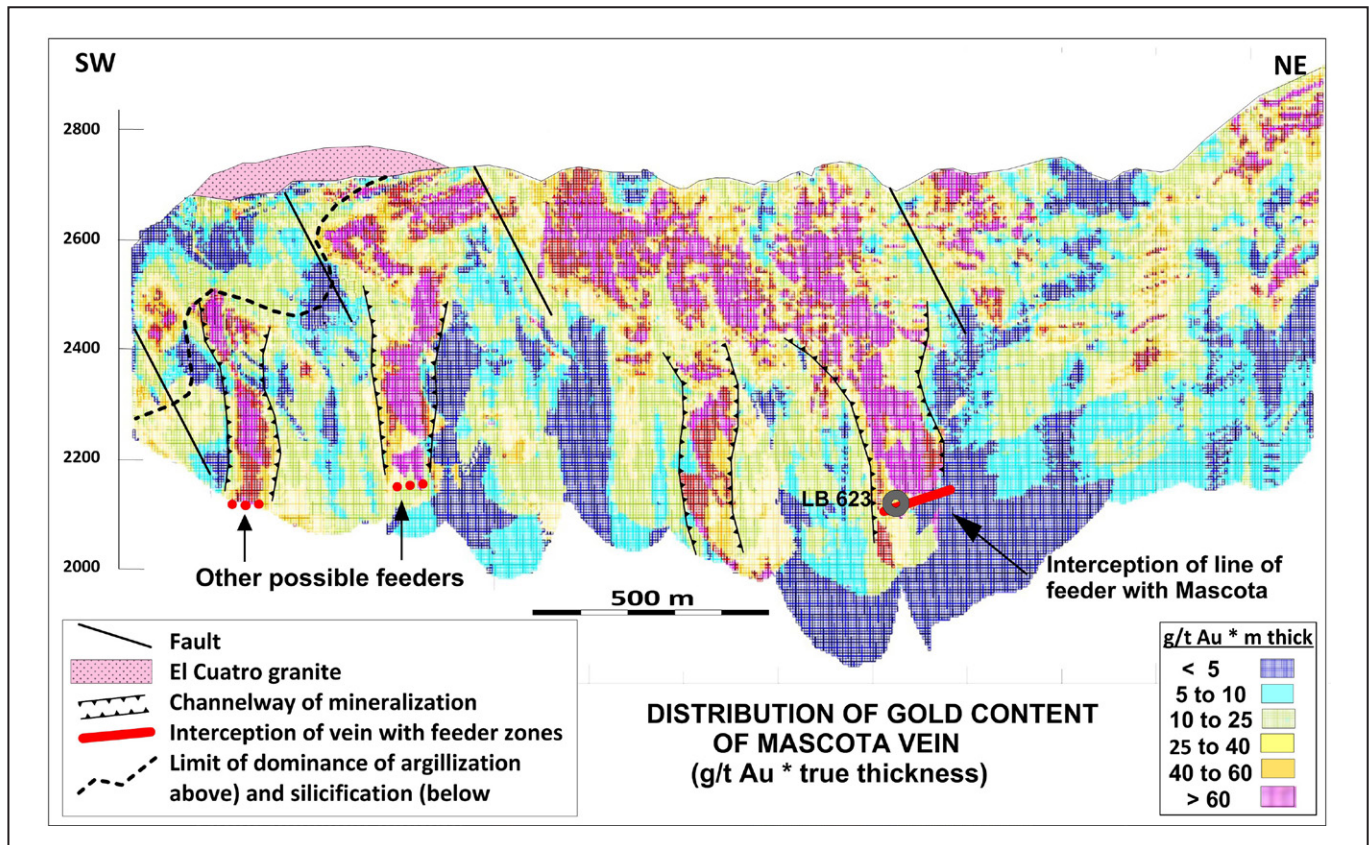 SW
NE
2800
2600
2400
2200
2000
LB 623
Other possible feeders
Interception of line of
feeder with Mascota
500 m
Fault
El Cuatro granite
Channelway of mineralization
Interception of vein with feeder zones
Limit of dominance of argillization
above) and silicification (below
DISTRIBUTION OF GOLD CONTENT
OF MASCOTA VEIN
(g/t Au * true thickness)
g/t Au * m thick
< 5
5 to 10
10 to 25
25 to 40
40 to 60
> 60